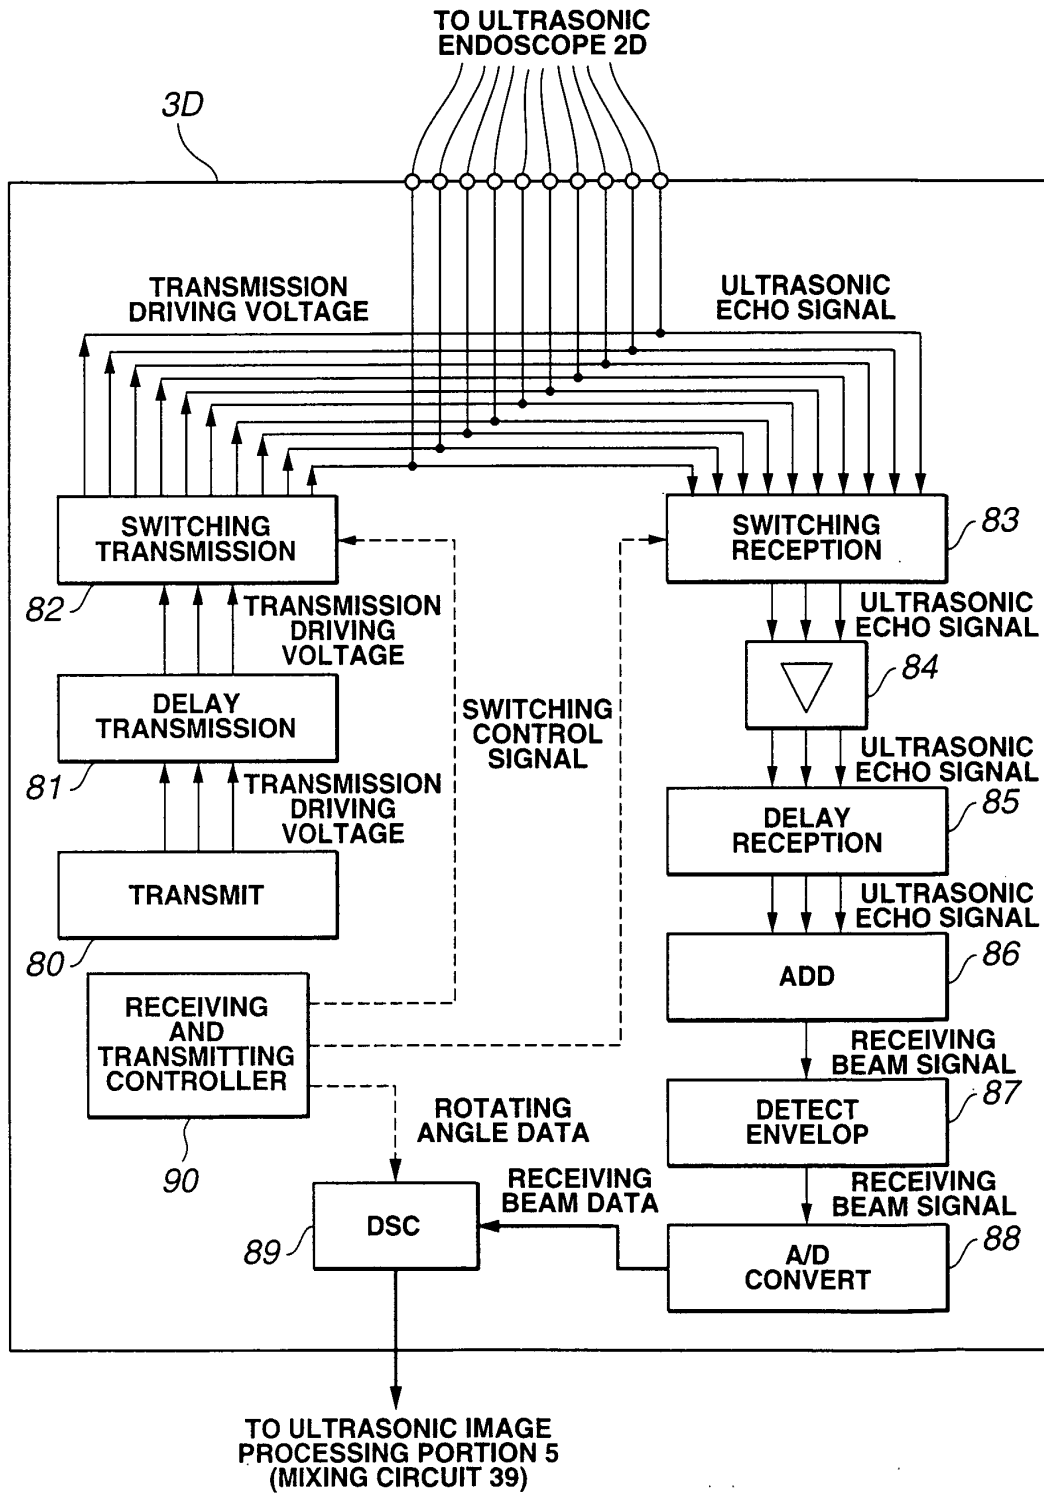 TO ULTRASONIC
ENDOSCOPE 2D
3D
TRANSMISSION
DRIVING VOLTAGE
ULTRASONIC
ECHO SIGNAL
SWITCHING
TRANSMISSION
82
SWITCHING
RECEPTION
83
TRANSMISSION
DRIVING
VOLTAGE
ULTRASONIC
ECHO SIGNAL
84
DELAY
TRANSMISSION
81
SWITCHING
CONTROL
SIGNAL
ULTRASONIC
ECHO SIGNAL
TRANSMISSION
DRIVING
VOLTAGE
DELAY
RECEPTION
85
TRANSMIT
80
ULTRASONIC
ECHO SIGNAL
ADD
86
RECEIVING
AND
TRANSMITTING
CONTROLLER
90
RECEIVING
BEAM SIGNAL
DETECT
ENVELOP
87
ROTATING
ANGLE DATA
RECEIVING
BEAM SIGNAL
RECEIVING
BEAM DATA
DSC
89
A/D
CONVERT
88
TO ULTRASONIC IMAGE
PROCESSING PORTION 5
(MIXING CIRCUIT 39)